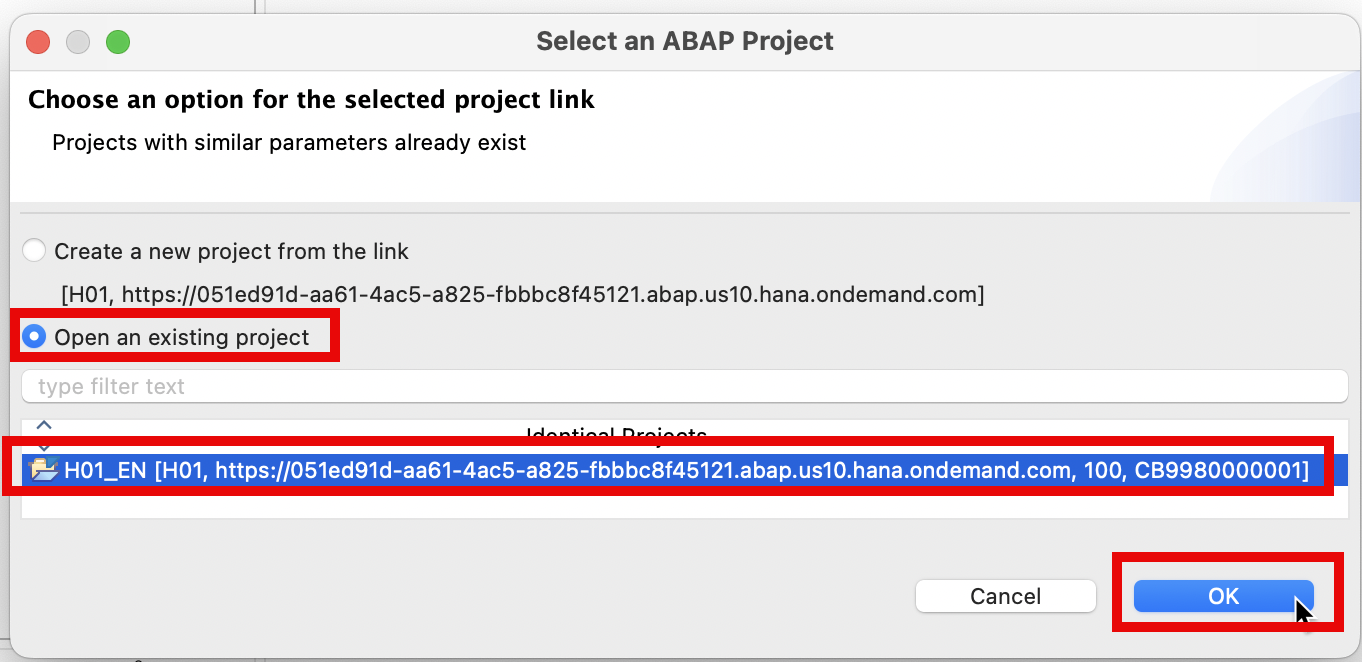 Select an ABAP Project
Choose an option for the selected project link
Projects with similar parameters already exist
Create a new project from the link
[H01, https://051ed91d-aa61-4ac5-a825-fbbbc8f45121.abap.us10.hana.ondemand.com]
Open an existing project
type filter text
Identical Projects
H01_EN [H01, https://051ed91d-aa61-4ac5-a825-fbbbc8f45121.abap.us10.hana.ondemand.com, 100, CB9980000001]
Cancel
OK